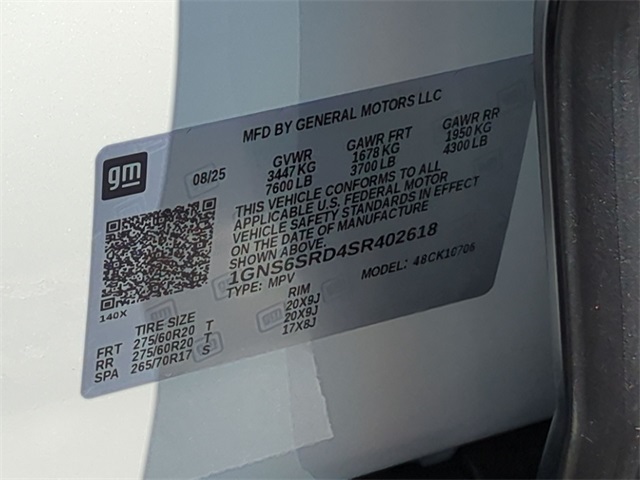 MFD BY GENERAL MOTORS LLC
gm
08/25
GVWR GAWR FRT GAWR RR
3447 KG 1678 KG 1950 KG
7600 LB 3700 LB 4300 LB
THIS VEHICLE CONFORMS TO ALL
APPLICABLE U.S. FEDERAL MOTOR
VEHICLE SAFETY STANDARDS IN EFFECT
ON THE DATE OF MANUFACTURE
SHOWN ABOVE.
1GNS6SRD4SR402618
TYPE: MPV MODEL: 48CK10706
140X
TIRE SIZE RIM
FRT 275/60R20 T 20X9J
RR 275/60R20 T 20X9J
SPA 265/70R17 S 17X8J